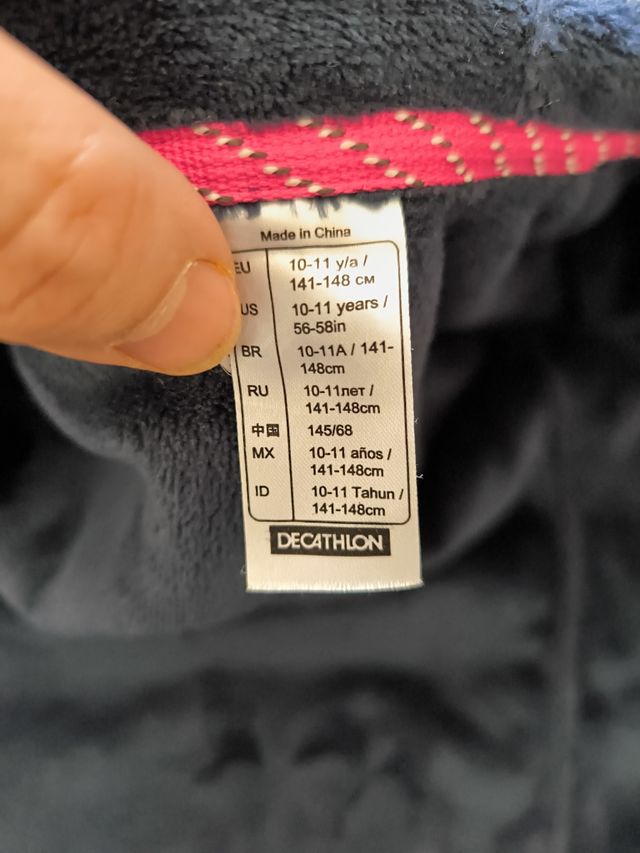 Made in China
EU 10-11 y/a /
141-148 CM
US 10-11 years /
56-58in
BR 10-11A / 141-
148cm
RU 10-11лет /
141-148cm
中国 145/68
MX 10-11 años /
141-148cm
ID 10-11 Tahun /
141-148cm
DECATHLON